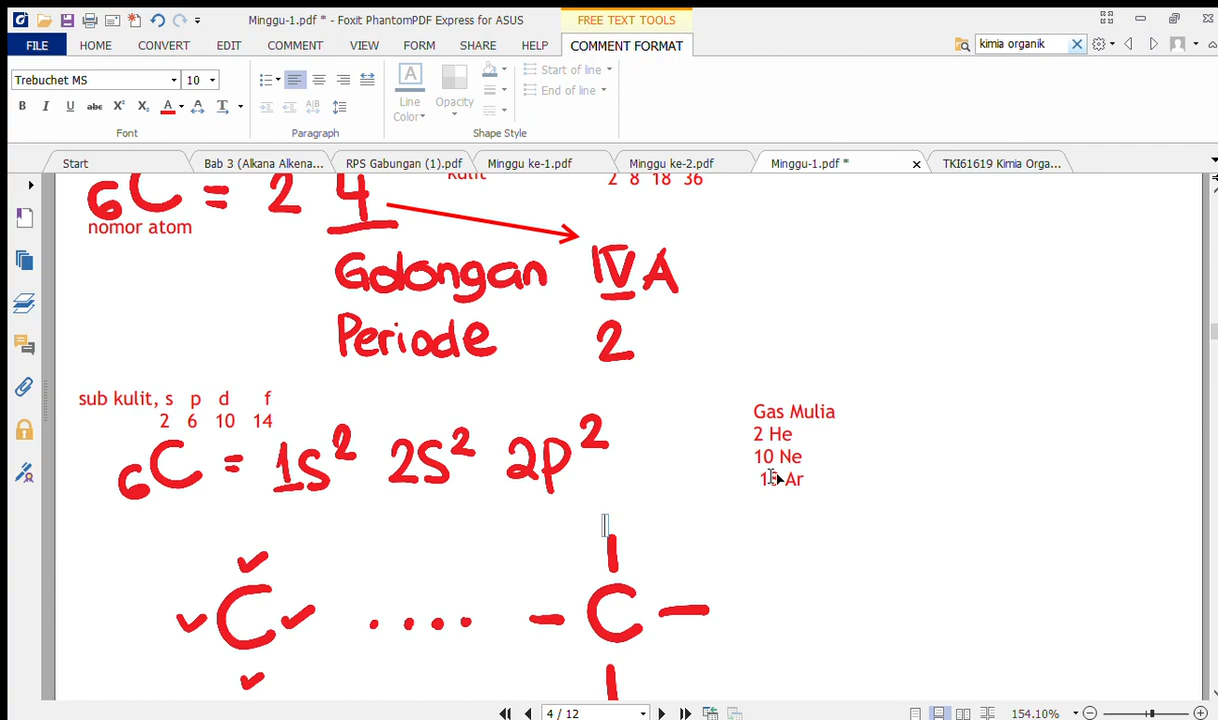 Minggu-1.pdf * - Foxit PhantomPDF Express for ASUS
FREE TEXT TOOLS
FILE HOME CONVERT EDIT COMMENT VIEW FORM SHARE HELP COMMENT FORMAT
kimia organik
Trebuchet MS 10
Line Color
Opacity
Start of line
End of line
Font Paragraph Shape Style
Start
Bab 3 (Alkana Alkena...
RPS Gabungan (1).pdf
Minggu ke-1.pdf
Minggu ke-2.pdf
Minggu-1.pdf *
TKI61619 Kimia Orga...
Kulit 2 8 18 36
6C = 2 4
nomor atom
Golongan IVA
Periode 2
sub kulit, s p d f
2 6 10 14
6C = 1s² 2s² 2p²
Gas Mulia
2 He
10 Ne
Ar
C .... - C -
4 / 12
154.10%